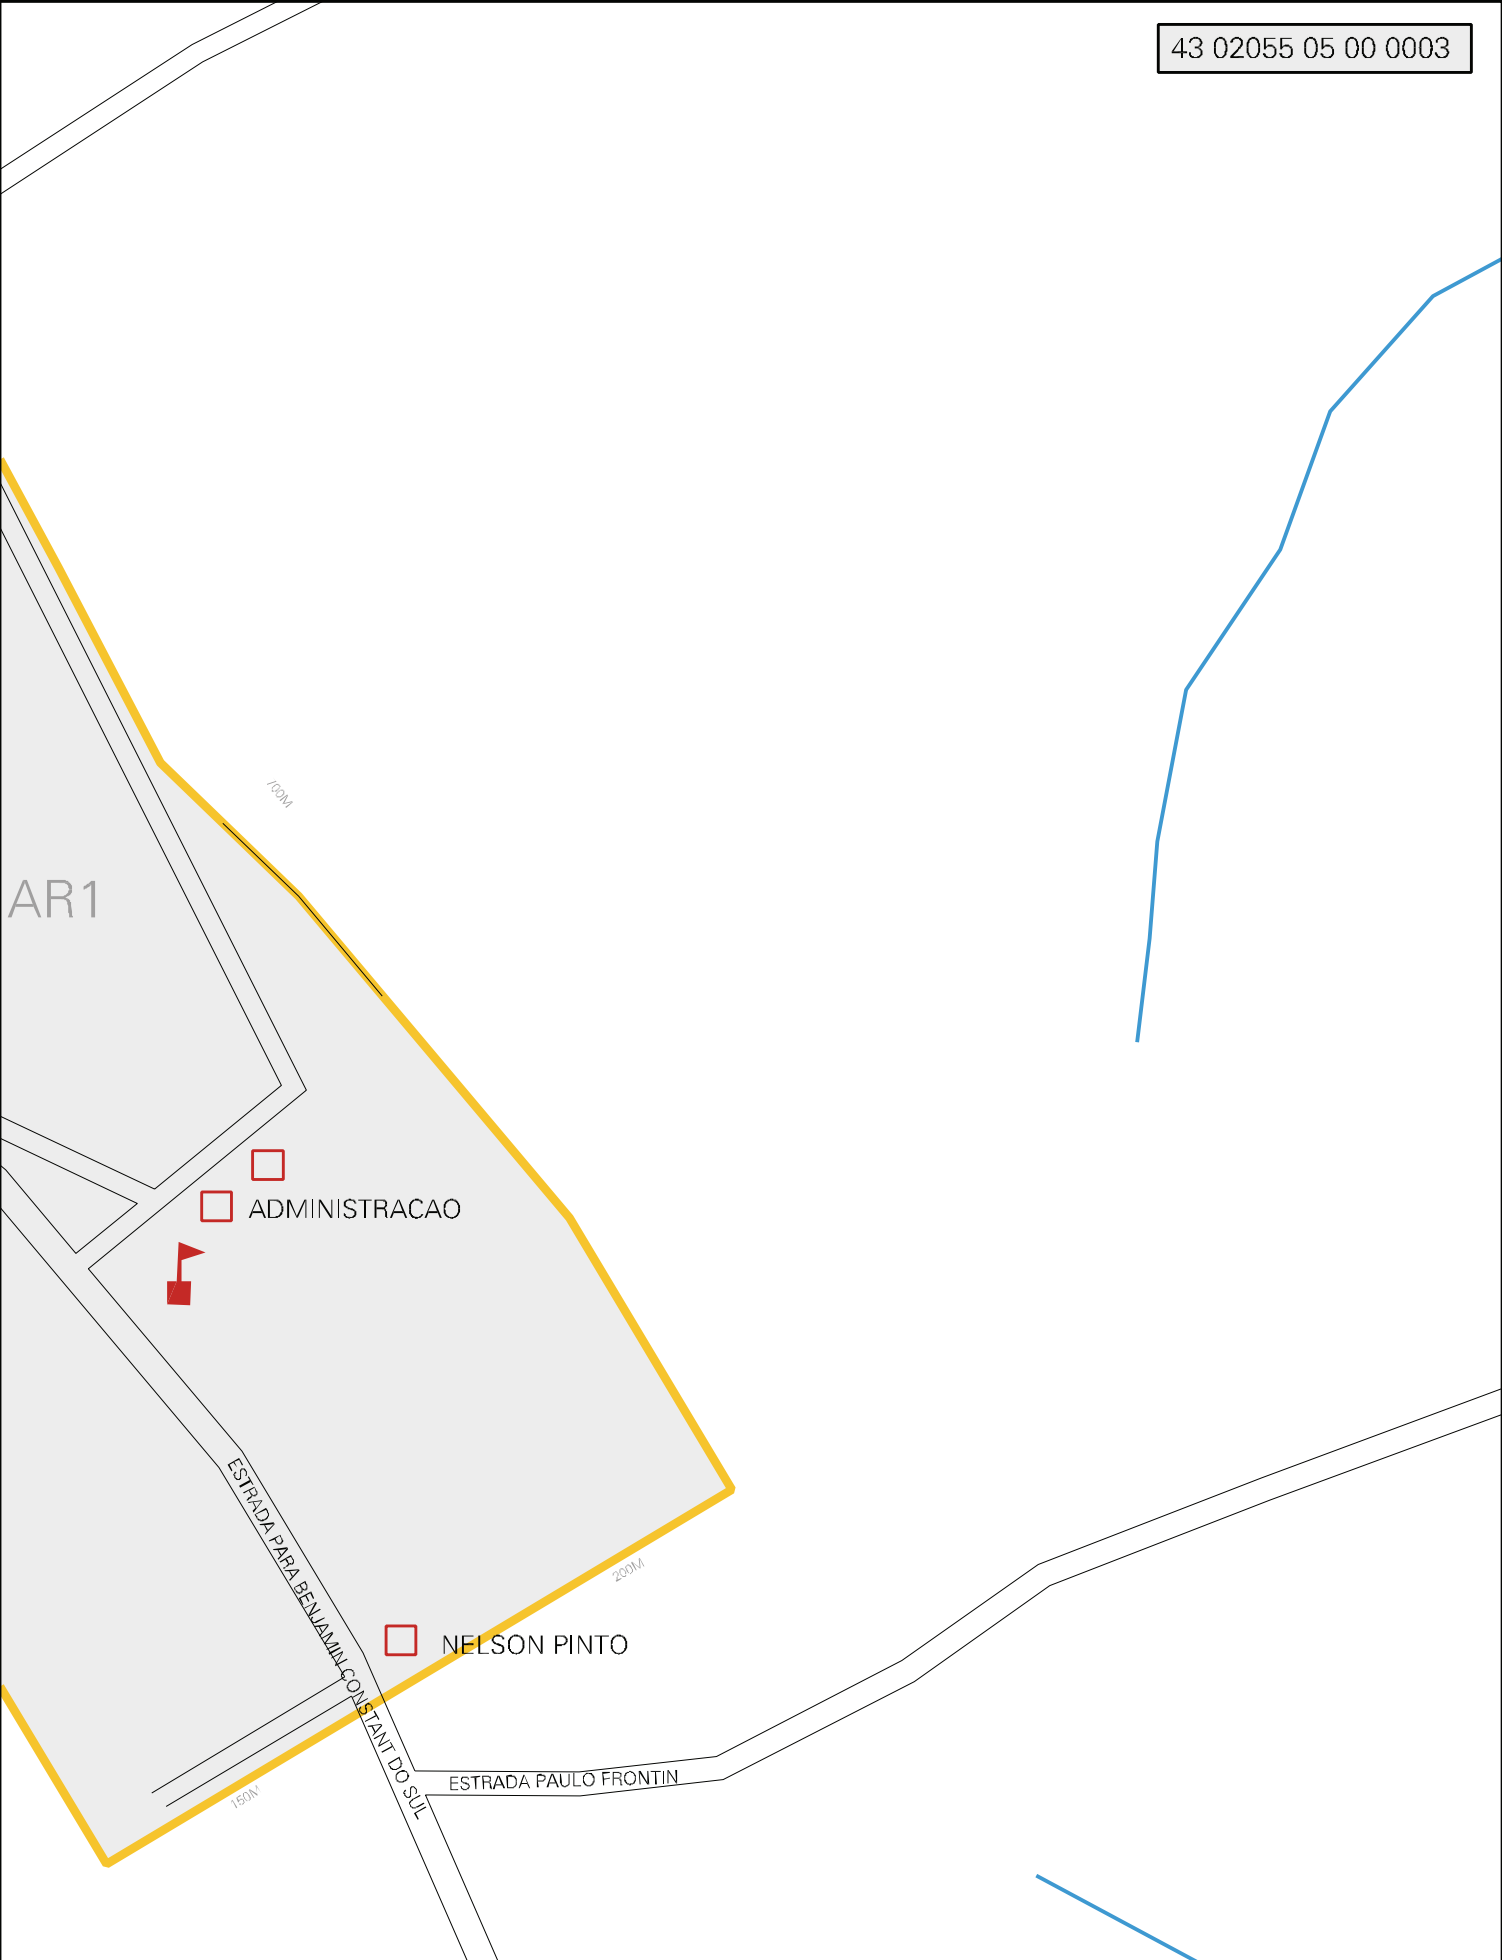 43 02055 05 00 0003
700M
AR1
ADMINISTRACAO
ESTRADA PARA BENJAMIN CONSTANT DO SUL
200M
NELSON PINTO
ESTRADA PAULO FRONTIN
150M